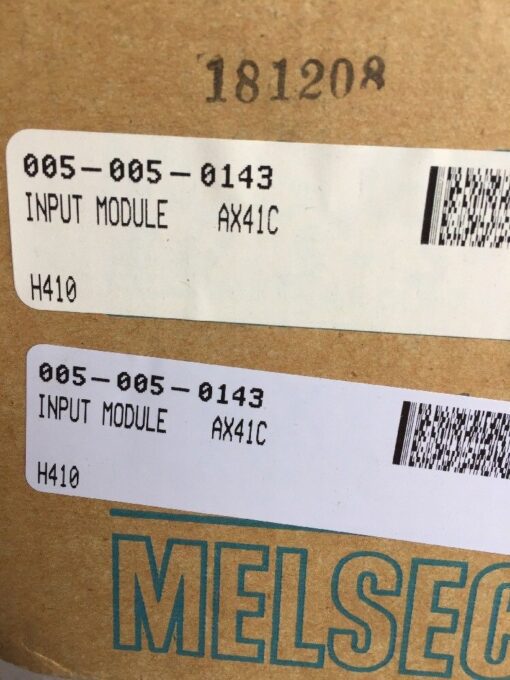 181208
005-005-0143
INPUT MODULE AX41C
H410
005-005-0143
INPUT MODULE AX41C
H410
MELSEC